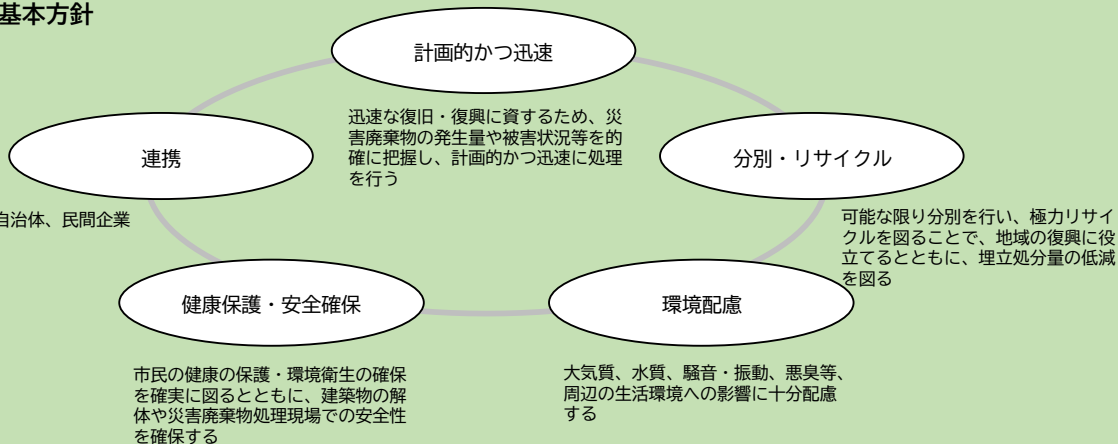 基本方針
計画的かつ迅速
迅速な復旧・復興に資するため、災
害廃棄物の発生量や被害状況等を的
確に把握し、計画的かつ迅速に処理
を行う
連携
自治体、民間企業
分別・リサイクル
可能な限り分別を行い、極力リサイ
クルを図ることで、地域の復興に役
立てるとともに、埋立処分量の低減
を図る
健康保護・安全確保
市民の健康の保護・環境衛生の確保
を確実に図るとともに、建築物の解
体や災害廃棄物処理現場での安全性
を確保する
環境配慮
大気質、水質、騒音・振動、悪臭等、
周辺の生活環境への影響に十分配慮
する